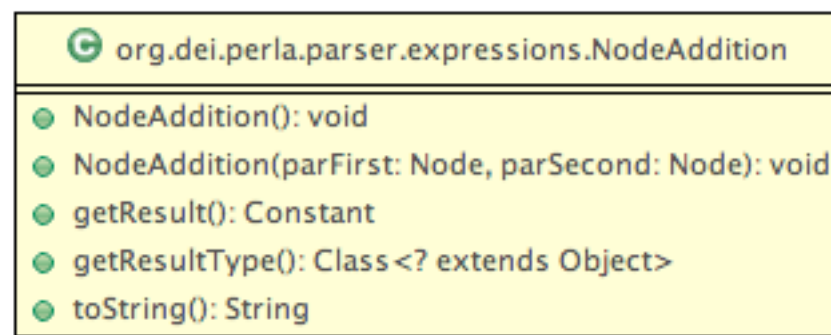 C org.dei.perla.parser.expressions.NodeAddition
NodeAddition(): void
NodeAddition(parFirst: Node, parSecond: Node): void
getResult(): Constant
getResultType(): Class<? extends Object>
toString(): String